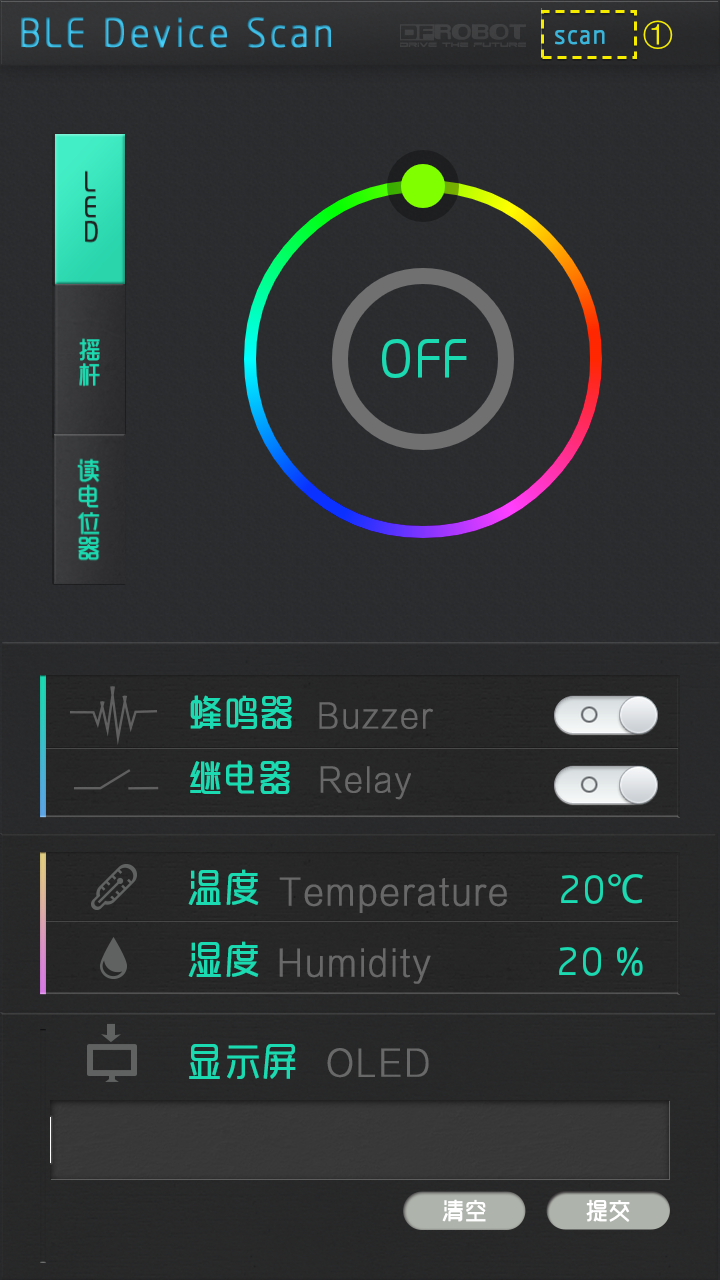 BLE Device Scan
DFROBOT
DRIVE THE FUTURE
scan ①
LED
摇杆
读电位器
OFF
蜂鸣器 Buzzer
继电器 Relay
温度 Temperature 20℃
湿度 Humidity 20 %
显示屏 OLED
清空 提交